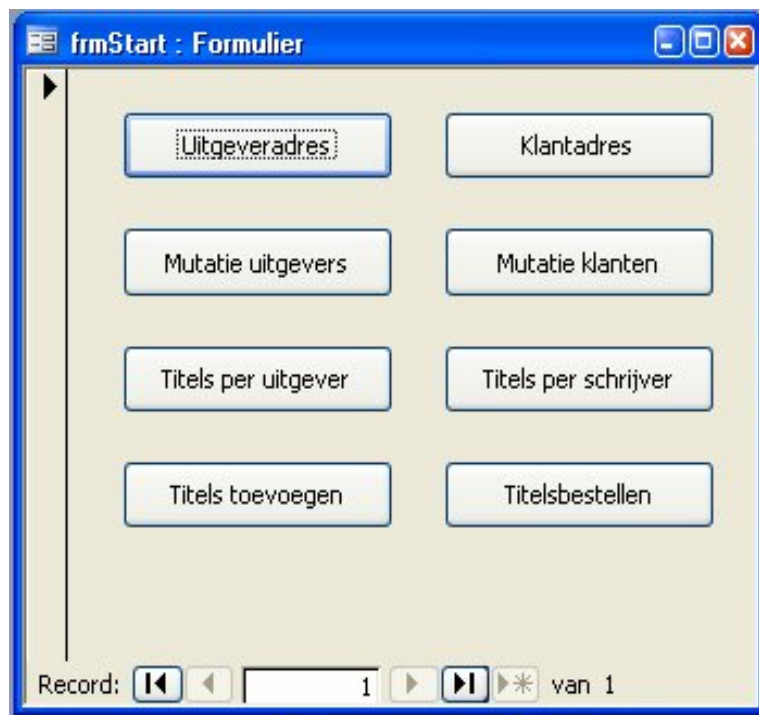 frmStart : Formulier
Uitgeveradres Klantadres
Mutatie uitgevers Mutatie klanten
Titels per uitgever Titels per schrijver
Titels toevoegen Titelsbestellen
Record: 1 van 1